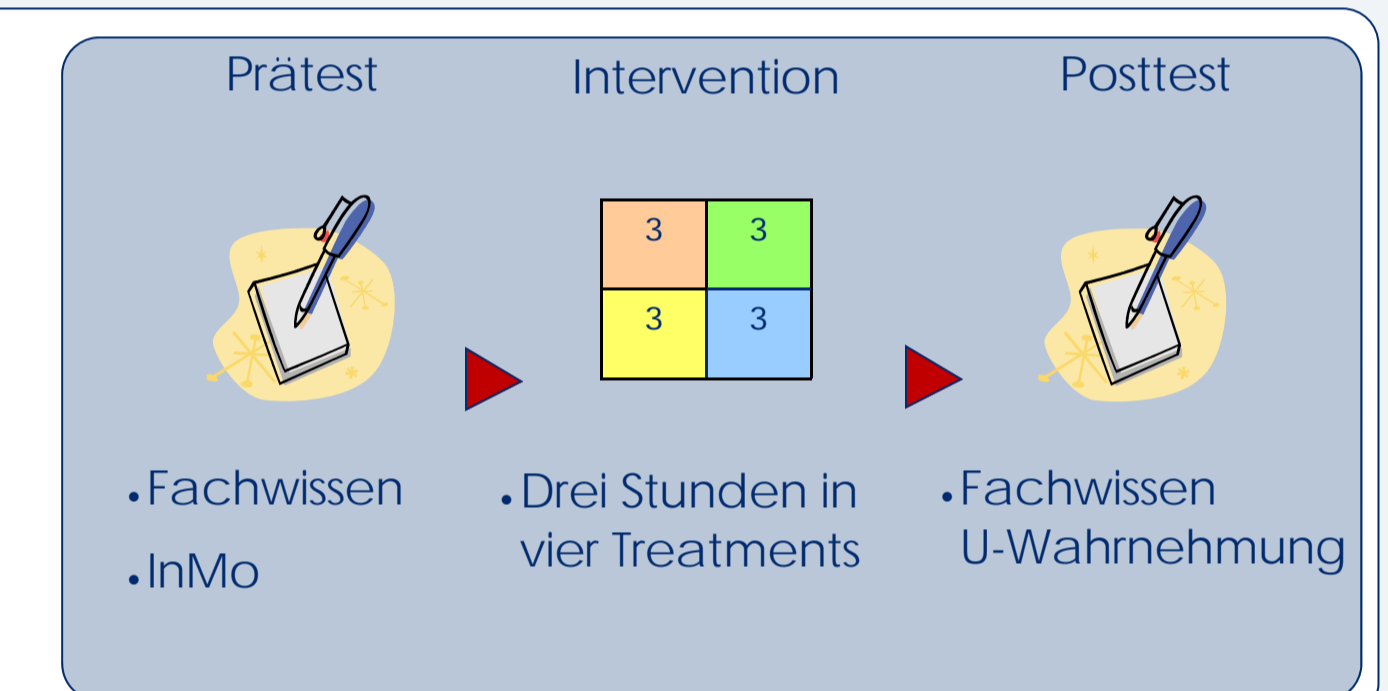 Prätest
Intervention
Posttest
3 3
3 3
• Fachwissen
• InMo
• Drei Stunden in
vier Treatments
• Fachwissen
U-Wahrnehmung